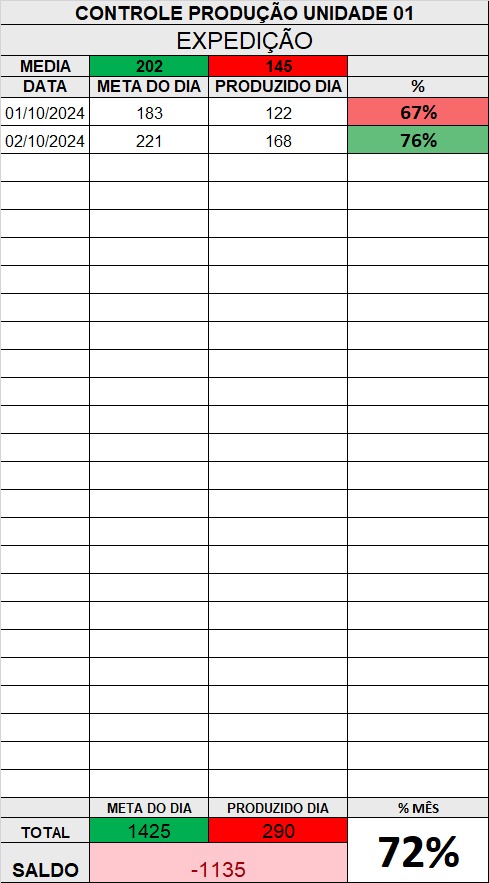 CONTROLE PRODUÇÃO UNIDADE 01
EXPEDIÇÃO
MEDIA 202 145
DATA META DO DIA PRODUZIDO DIA %
01/10/2024 183 122 67%
02/10/2024 221 168 76%
META DO DIA PRODUZIDO DIA % MÊS
TOTAL 1425 290 72%
SALDO -1135